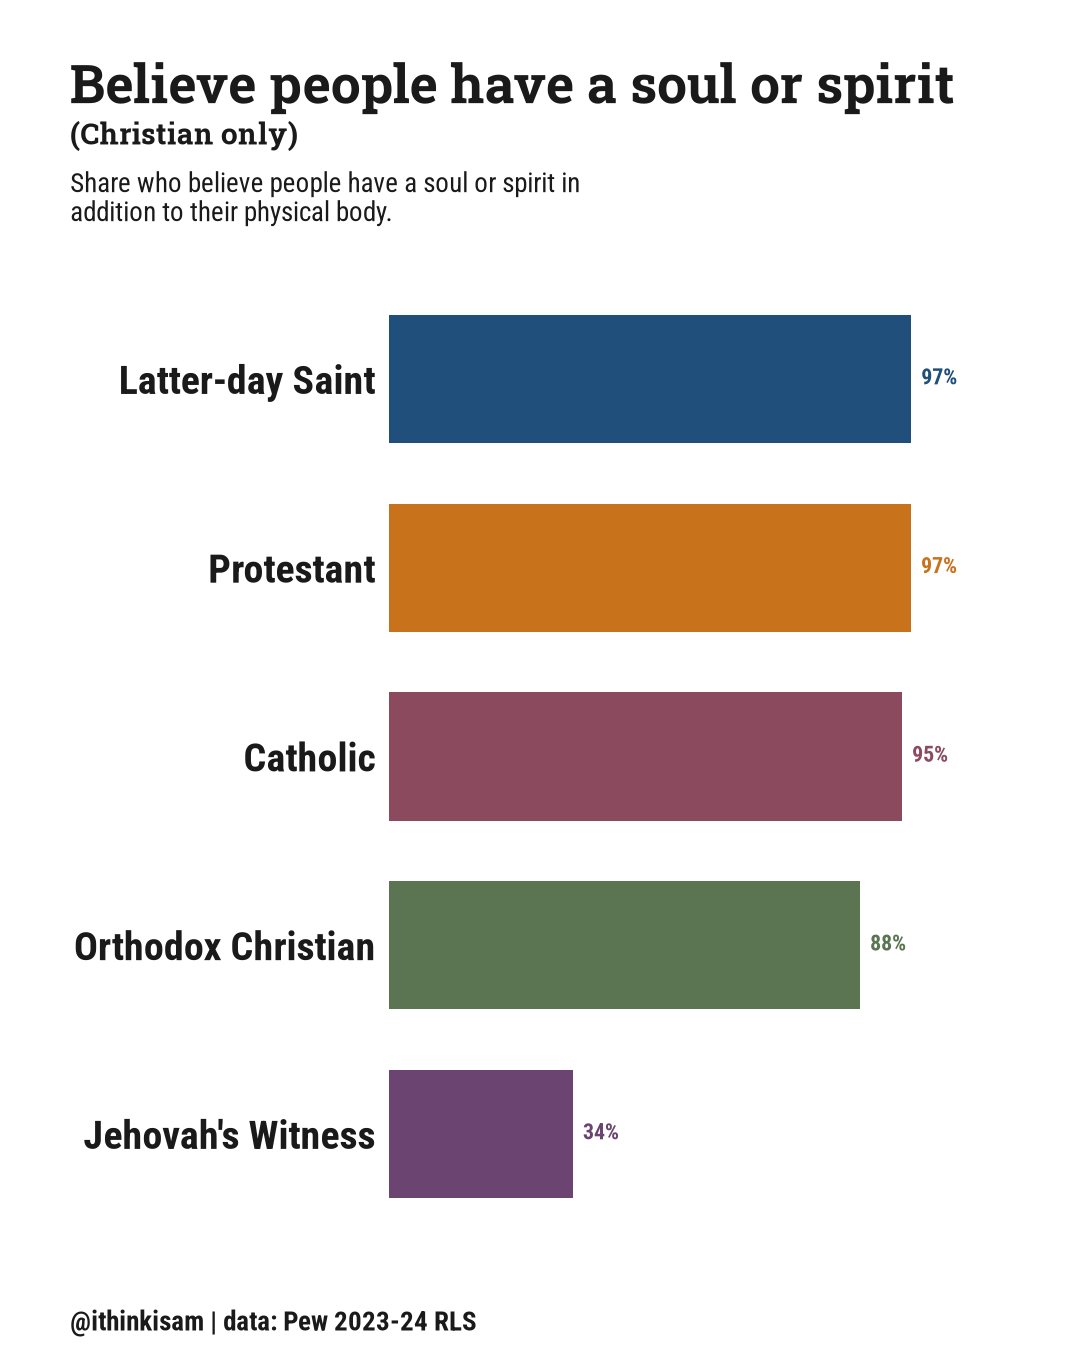 Believe people have a soul or spirit
(Christian only)
Share who believe people have a soul or spirit in
addition to their physical body.
Latter-day Saint
97%
Protestant
97%
Catholic
95%
Orthodox Christian
88%
Jehovah's Witness
34%
@ithinkisam | data: Pew 2023-24 RLS